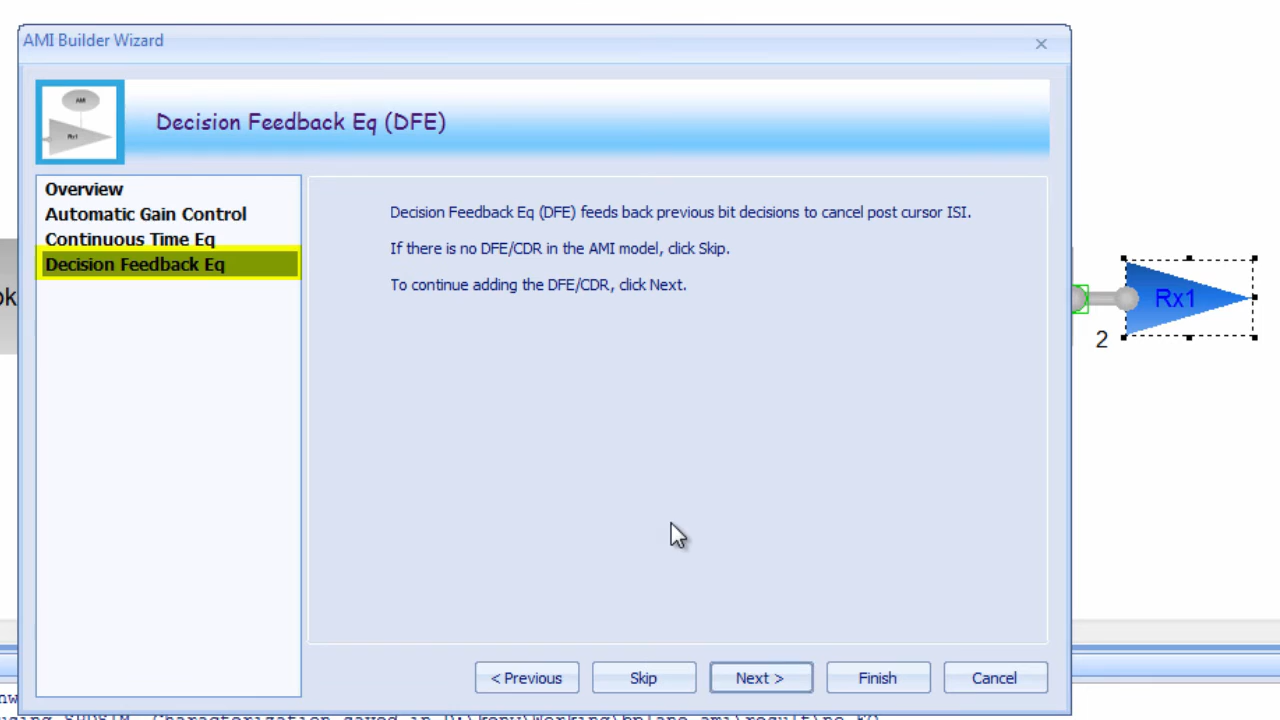 AMI Builder Wizard
AMI
Rx1
Decision Feedback Eq (DFE)
Overview
Automatic Gain Control
Continuous Time Eq
Decision Feedback Eq
Decision Feedback Eq (DFE) feeds back previous bit decisions to cancel post cursor ISI.
If there is no DFE/CDR in the AMI model, click Skip.
To continue adding the DFE/CDR, click Next.
Rx1
2
< Previous
Skip
Next >
Finish
Cancel